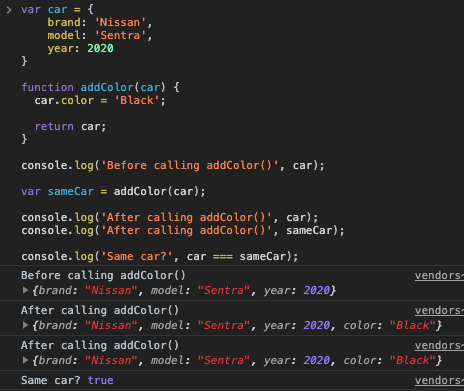 var car = {
    brand: 'Nissan',
    model: 'Sentra',
    year: 2020
}
function addColor(car) {
  car.color = 'Black';
  return car;
}
console.log('Before calling addColor()', car);
var sameCar = addColor(car);
console.log('After calling addColor()', car);
console.log('After calling addColor()', sameCar);
console.log('Same car?', car === sameCar);
Before calling addColor() vendors~
{brand: "Nissan", model: "Sentra", year: 2020}
After calling addColor() vendors~
{brand: "Nissan", model: "Sentra", year: 2020, color: "Black"}
After calling addColor() vendors~
{brand: "Nissan", model: "Sentra", year: 2020, color: "Black"}
Same car? true vendors~